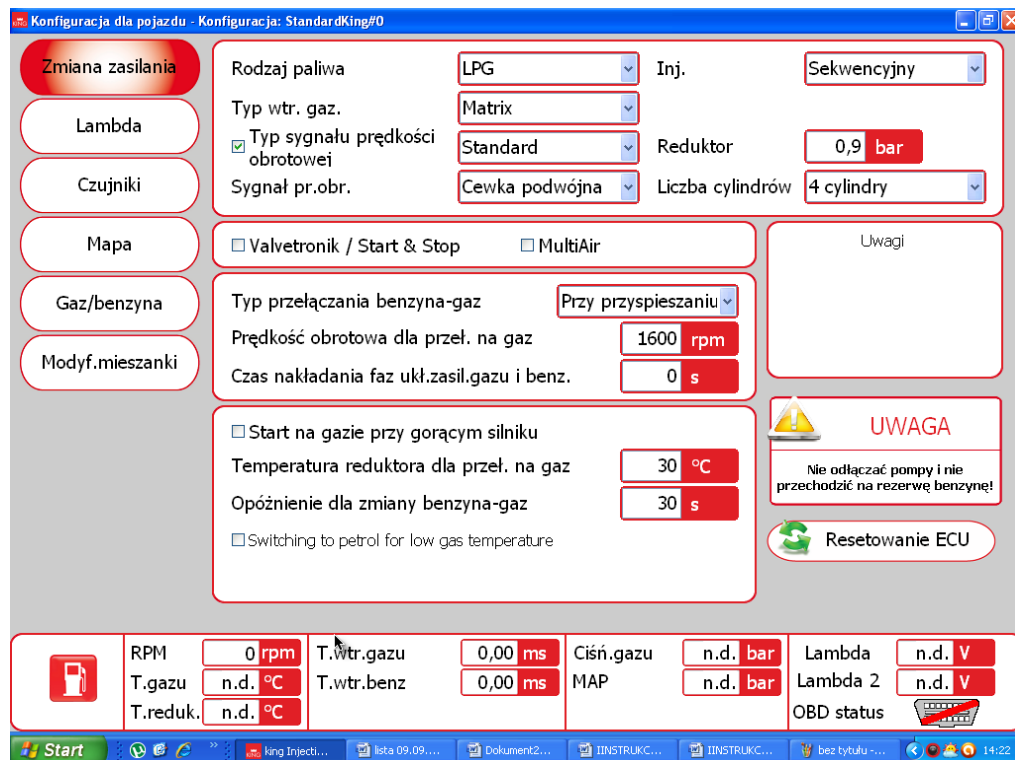 KING Konfiguracja dla pojazdu - Konfiguracja: StandardKing#0
Zmiana zasilania
Lambda
Czujniki
Mapa
Gaz/benzyna
Modyf.mieszanki
Rodzaj paliwa LPG Inj. Sekwencyjny
Typ wtr. gaz. Matrix
Typ sygnału prędkości
obrotowej Standard Reduktor 0,9 bar
Sygnał pr.obr. Cewka podwójna Liczba cylindrów 4 cylindry
Valvetronik / Start & Stop MultiAir
Uwagi
Typ przełączania benzyna-gaz Przy przyspieszaniu
Prędkość obrotowa dla przeł. na gaz 1600 rpm
Czas nakładania faz ukł.zasil.gazu i benz. 0 s
Start na gazie przy gorącym silniku
Temperatura reduktora dla przeł. na gaz 30 °C
Opóźnienie dla zmiany benzyna-gaz 30 s
Switching to petrol for low gas temperature
UWAGA
Nie odłączać pompy i nie
przechodzić na rezerwę benzynę!
Resetowanie ECU
RPM 0 rpm T.wtr.gazu 0,00 ms Ciśń.gazu n.d. bar Lambda n.d. V
T.gazu n.d. °C T.wtr.benz 0,00 ms MAP n.d. bar Lambda 2 n.d. V
T.reduk. n.d. °C OBD status
Start king Injecti... lista 09.09.... Dokument2... IINSTRUKC... IINSTRUKC... bez tytułu -... 14:22